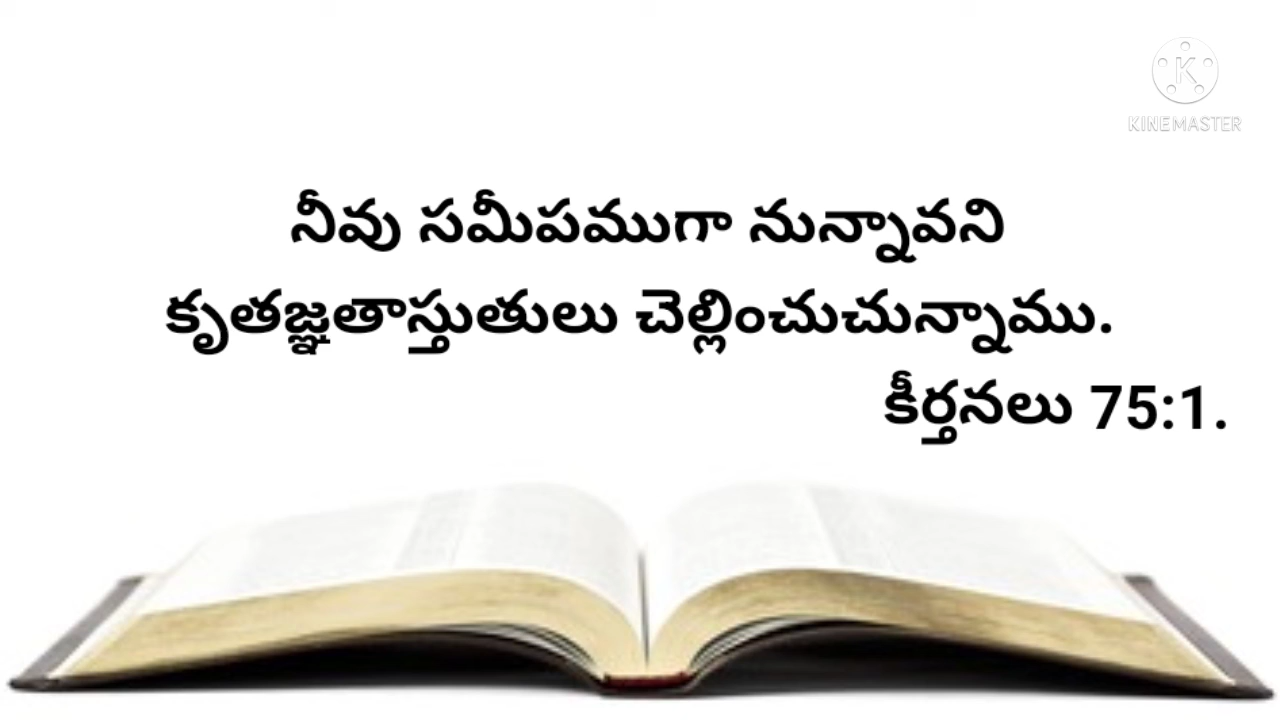 KINEMASTER
నీవు సమీపముగా నున్నావని
కృతజ్ఞతాస్తుతులు చెల్లించుచున్నాము.
కీర్తనలు 75:1.